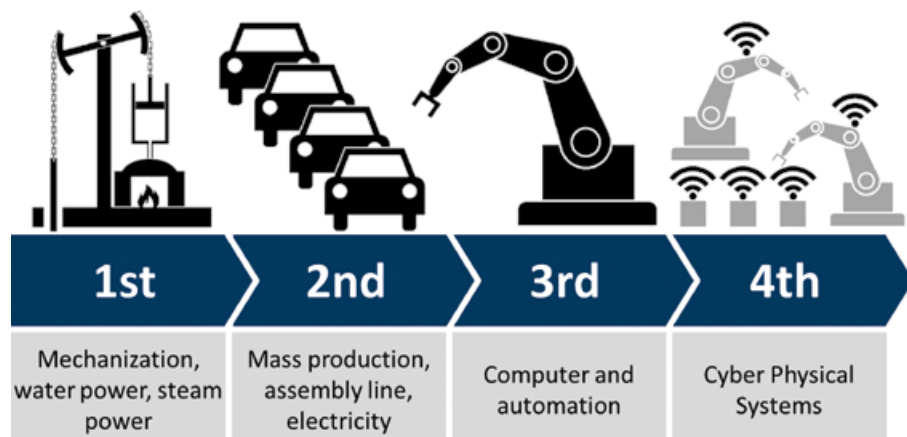 1st
2nd
3rd
4th
Mechanization,
water power, steam
power
Mass production,
assembly line,
electricity
Computer and
automation
Cyber Physical
Systems